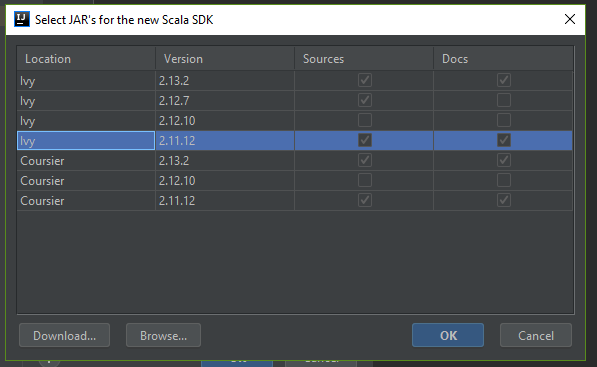 IJ
Select JAR's for the new Scala SDK
Location Version Sources Docs
Ivy 2.13.2
Ivy 2.12.7
Ivy 2.12.10
Ivy 2.11.12
Coursier 2.13.2
Coursier 2.12.10
Coursier 2.11.12
Download... Browse... OK Cancel